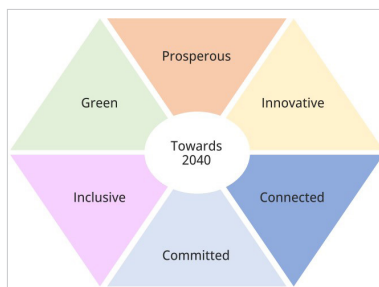 Prosperous
Green
Innovative
Towards
2040
Inclusive
Connected
Committed